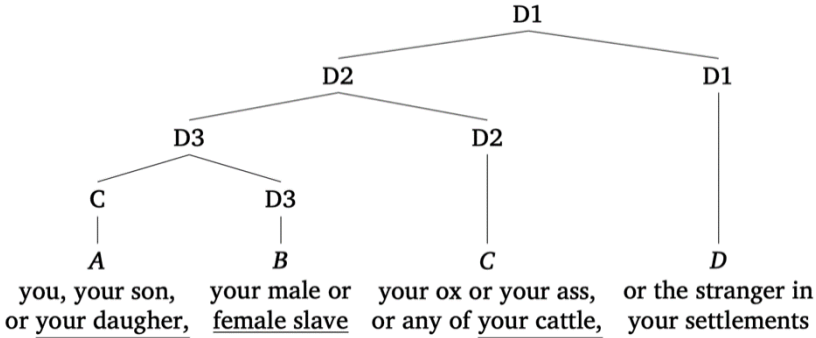 D1
D2 D1
D3 D2
C D3
A B C D
you, your son, your male or your ox or your ass, or the stranger in
or your daugher, female slave or any of your cattle, your settlements